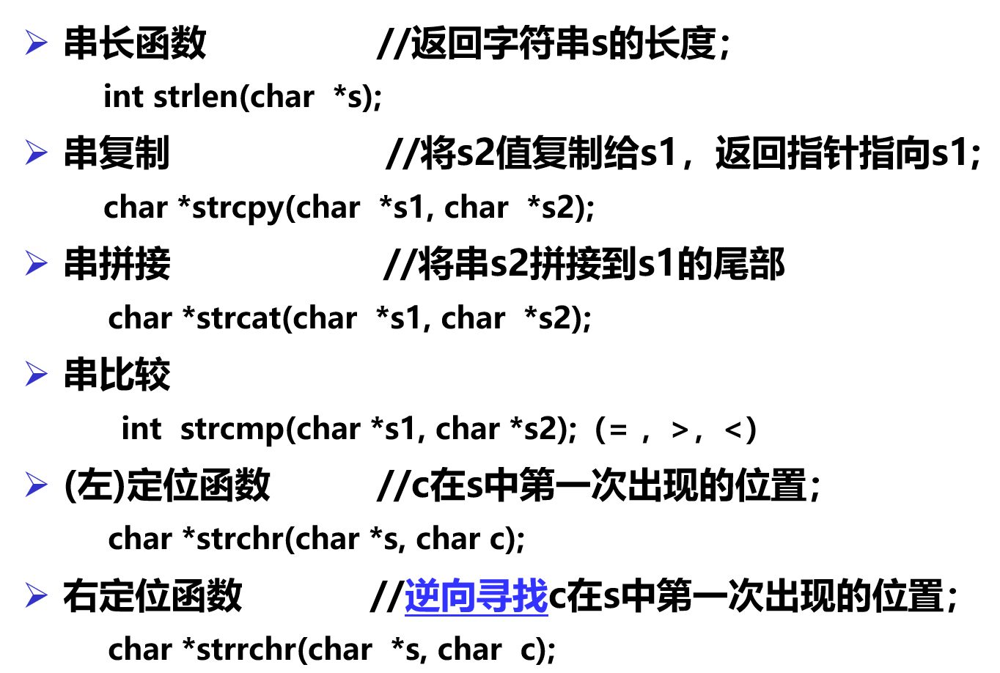 串长函数 //返回字符串s的长度;
int strlen(char *s);
串复制 //将s2值复制给s1，返回指针指向s1;
char *strcpy(char *s1, char *s2);
串拼接 //将串s2拼接到s1的尾部
char *strcat(char *s1, char *s2);
串比较
int strcmp(char *s1, char *s2); (= , >, <)
(左)定位函数 //c在s中第一次出现的位置;
char *strchr(char *s, char c);
右定位函数 //逆向寻找c在s中第一次出现的位置;
char *strrchr(char *s, char c);